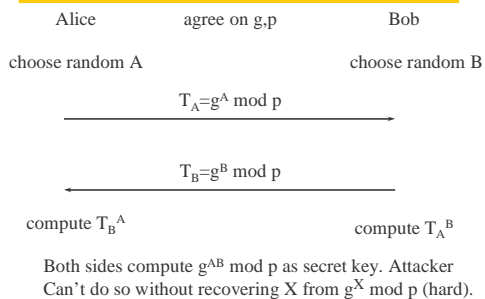 Alice agree on g,p Bob
choose random A choose random B
T_A=g^A mod p
T_B=g^B mod p
compute T_B^A compute T_A^B
Both sides compute g^AB mod p as secret key. Attacker
Can't do so without recovering X from g^X mod p (hard).